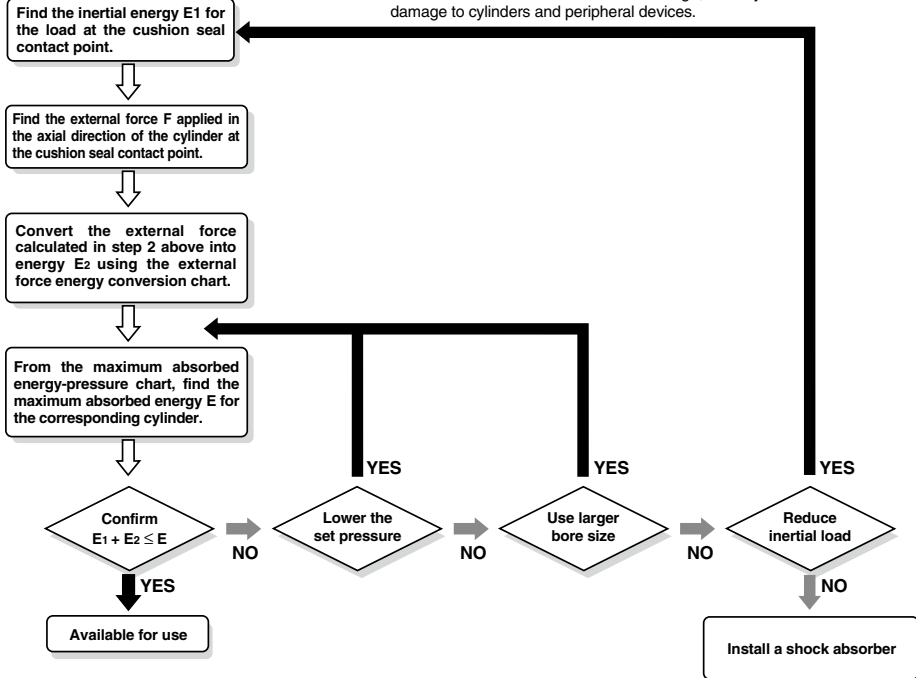 damage to cylinders and peripheral devices.
Find the inertial energy E1 for
the load at the cushion seal
contact point.
Find the external force F applied in
the axial direction of the cylinder at
the cushion seal contact point.
Convert the external force
calculated in step 2 above into
energy E2 using the external
force energy conversion chart.
From the maximum absorbed
energy-pressure chart, find the
maximum absorbed energy E for
the corresponding cylinder.
YES
YES
YES
Confirm
E1 + E2 ≤ E
NO
Lower the
set pressure
NO
Use larger
bore size
NO
Reduce
inertial load
YES
NO
Available for use
Install a shock absorber